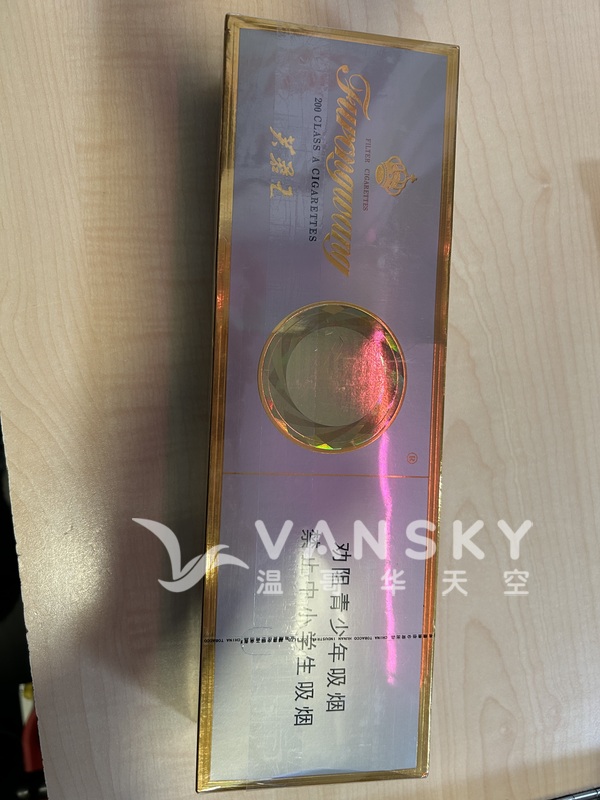 FILTER CIGARETTES
Furongwang
200 CLASS A CIGARETTES
芙蓉王
VANSKY
温哥华天空
劝阻青少年吸烟
禁止中小学生吸烟